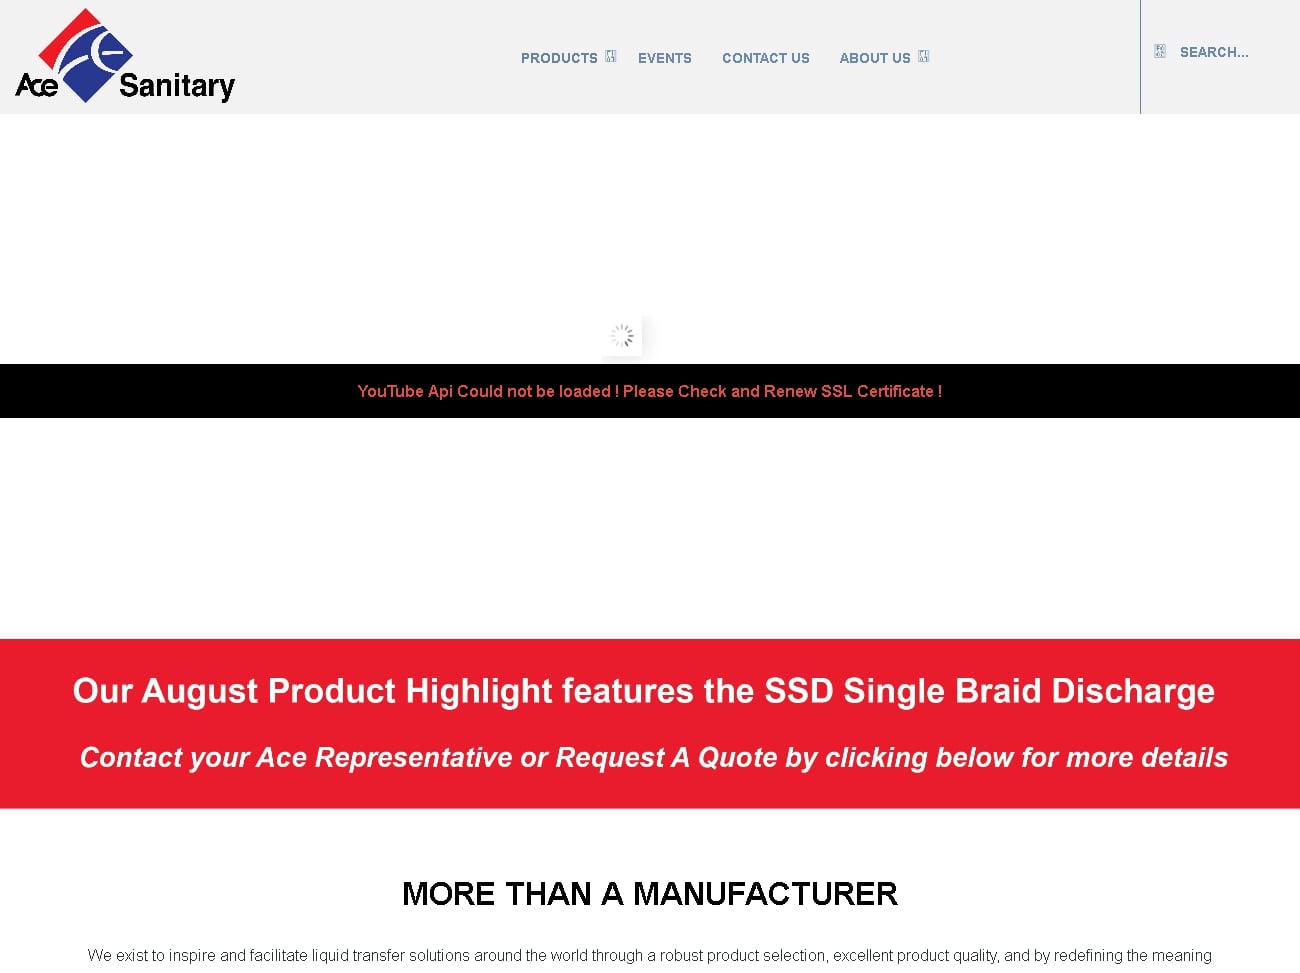 Ace Sanitary
PRODUCTS
EVENTS
CONTACT US
ABOUT US
SEARCH...
YouTube Api Could not be loaded ! Please Check and Renew SSL Certificate !
Our August Product Highlight features the SSD Single Braid Discharge
Contact your Ace Representative or Request A Quote by clicking below for more details
MORE THAN A MANUFACTURER
We exist to inspire and facilitate liquid transfer solutions around the world through a robust product selection, excellent product quality, and by redefining the meaning